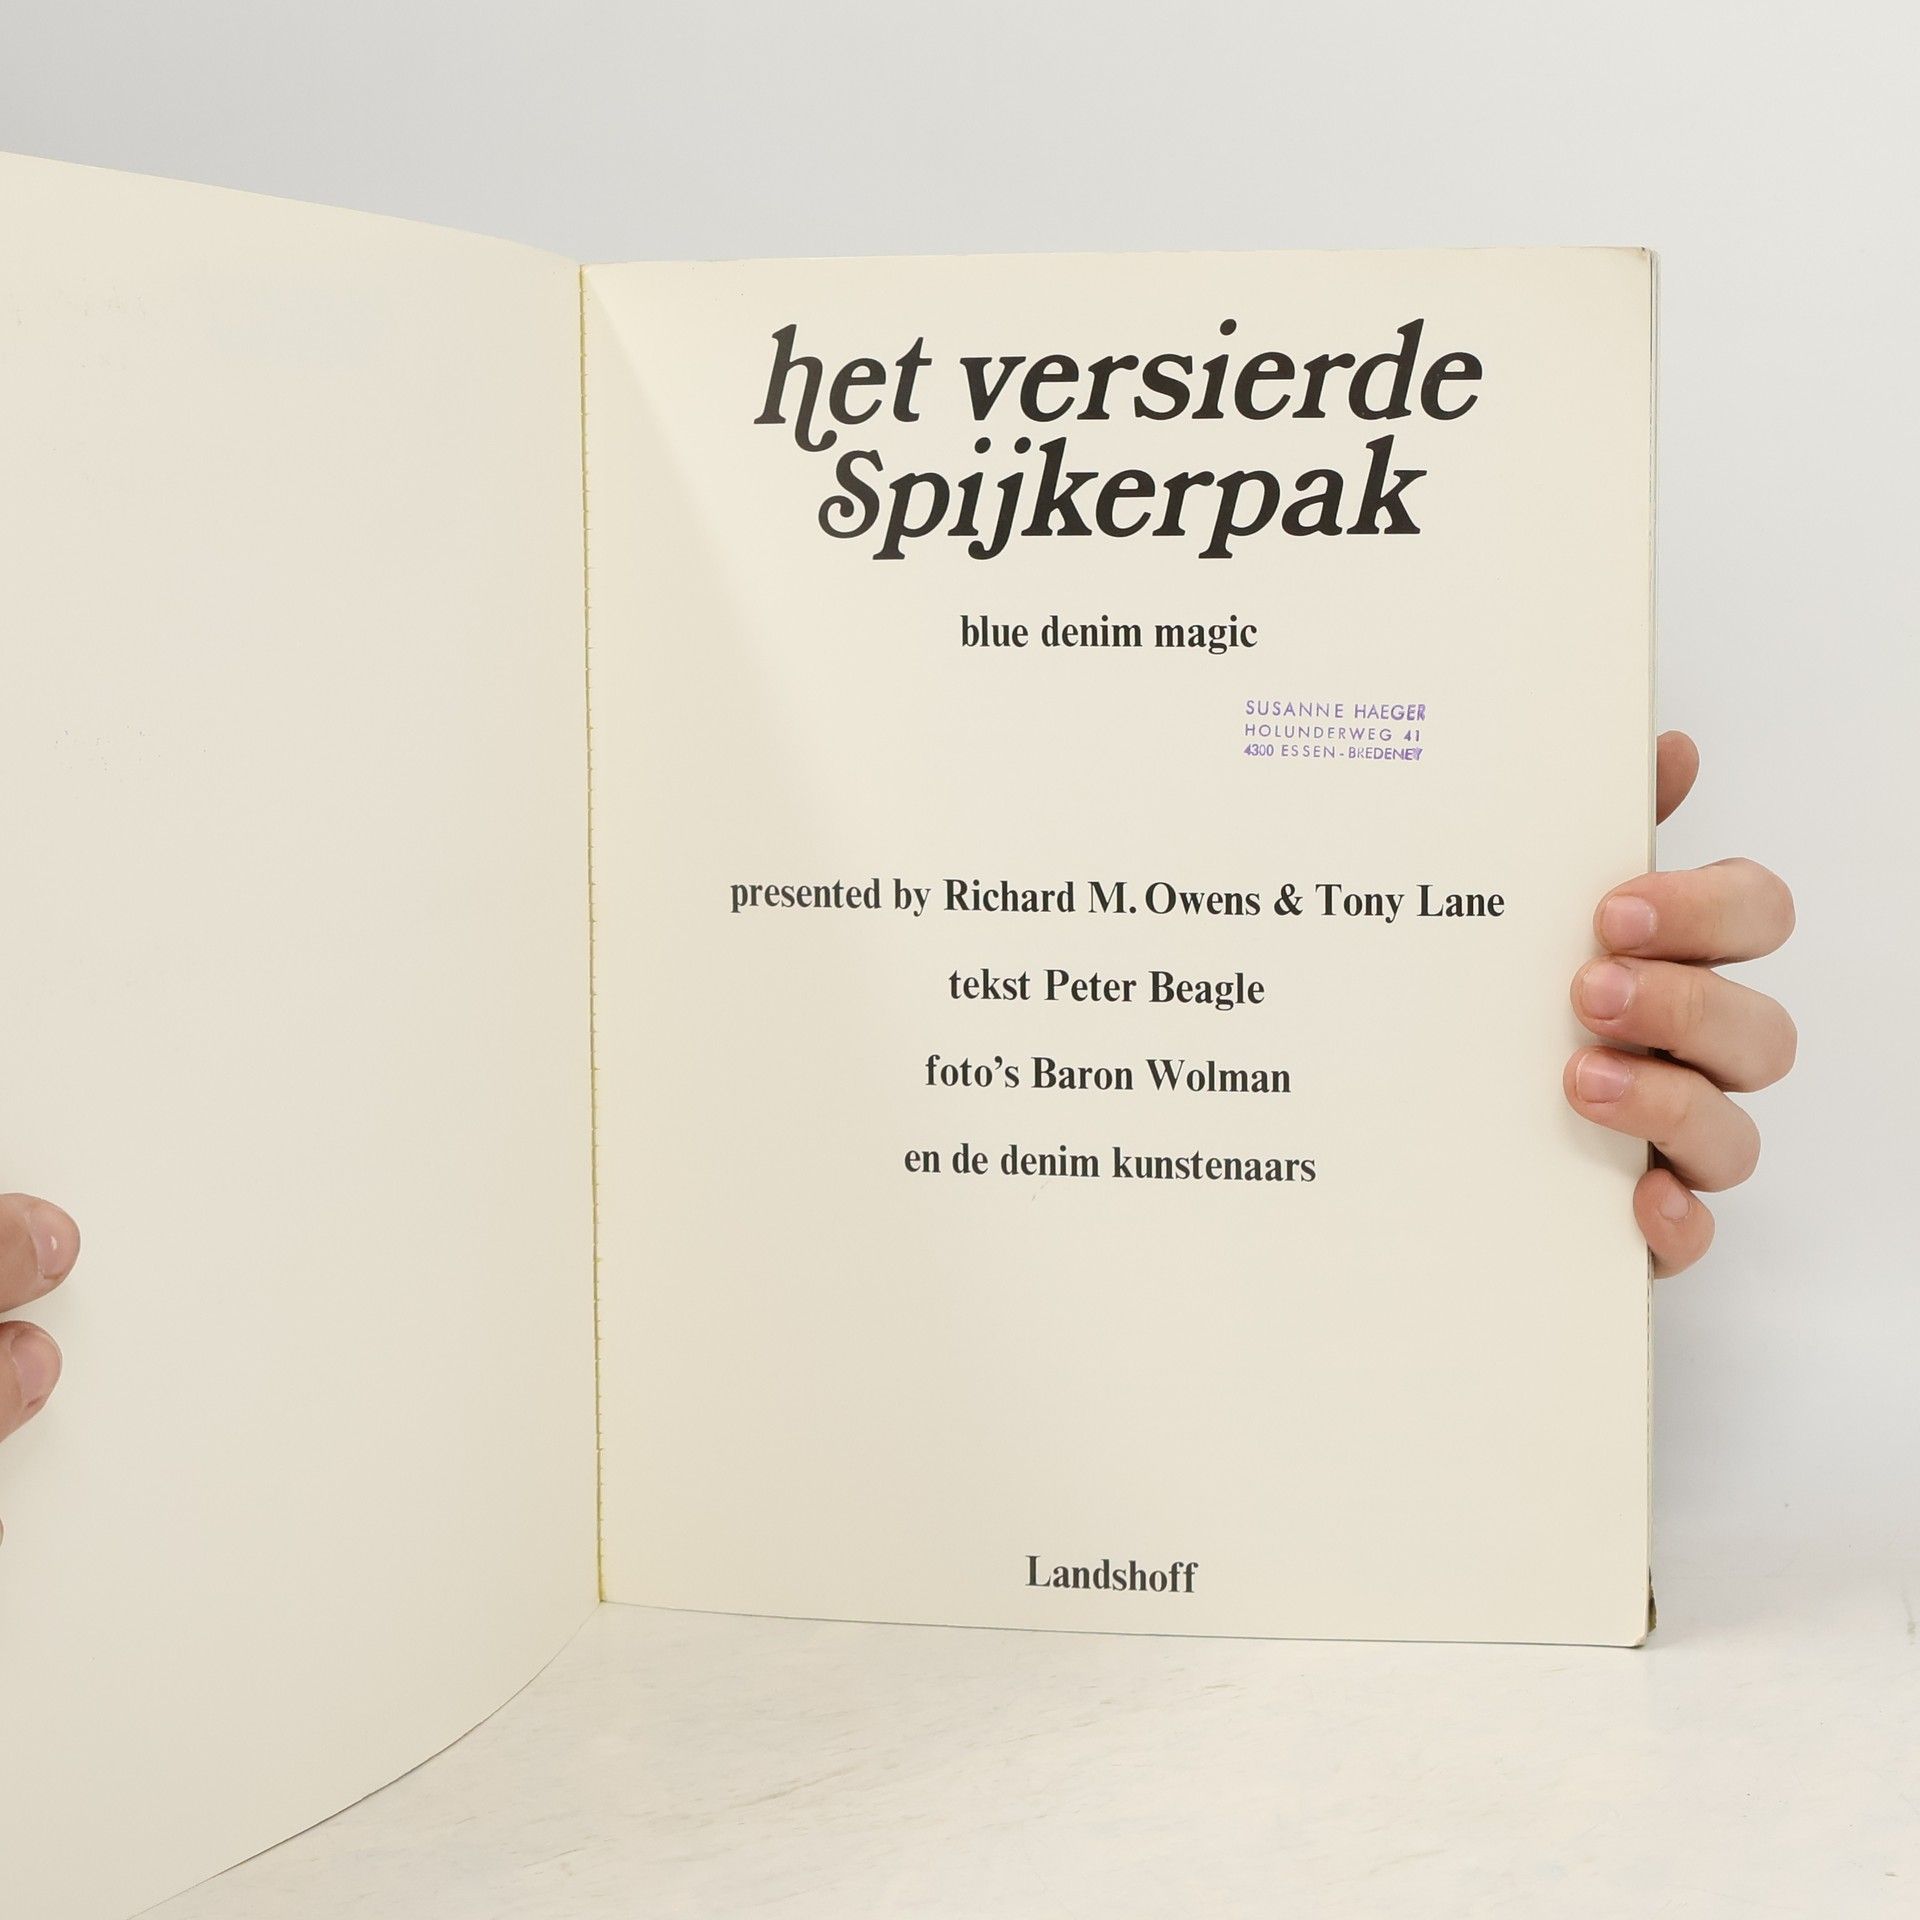 het versierde
Spijkerpak
blue denim magic
SUSANNE HAEGER
HOLUNDERWEG 41
4300 ESSEN-BREDENEY
presented by Richard M. Owens & Tony Lane
tekst Peter Beagle
foto's Baron Wolman
en de denim kunstenaars
Landshoff